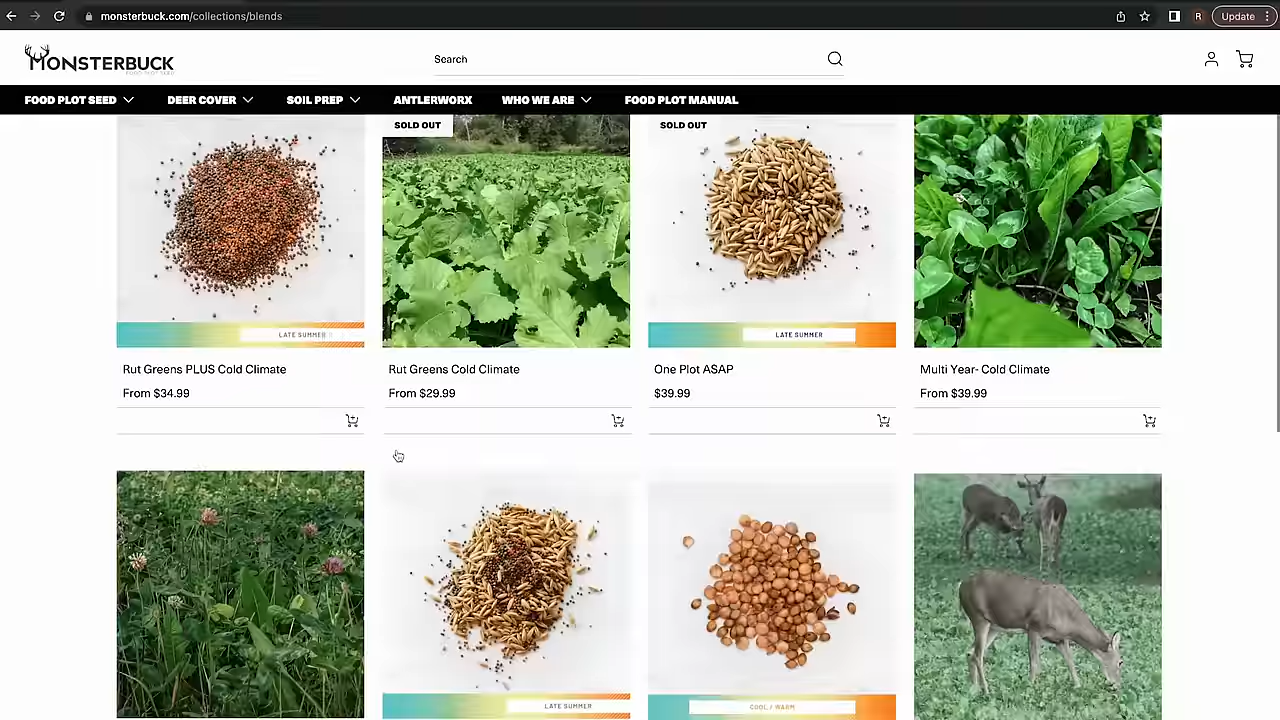 monsterbuck.com/collections/blends
R
Update
MONSTERBUCK
FOOD PLOT SEED
Search
FOOD PLOT SEED
DEER COVER
SOIL PREP
ANTLERWORX
WHO WE ARE
FOOD PLOT MANUAL
SOLD OUT
SOLD OUT
LATE SUMMER
LATE SUMMER
Rut Greens PLUS Cold Climate
Rut Greens Cold Climate
One Plot ASAP
Multi Year- Cold Climate
From $34.99
From $29.99
$39.99
From $39.99
LATE SUMMER
COOL / WARM